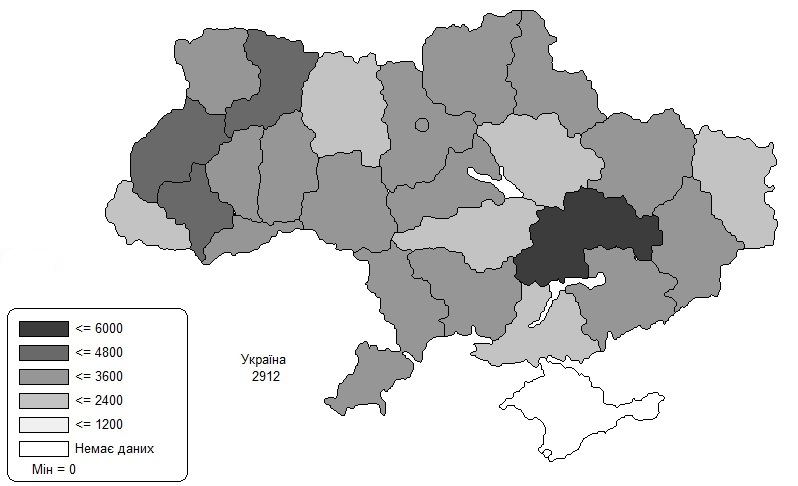 Україна
2912
<= 6000
<= 4800
<= 3600
<= 2400
<= 1200
Немає даних
Мін = 0